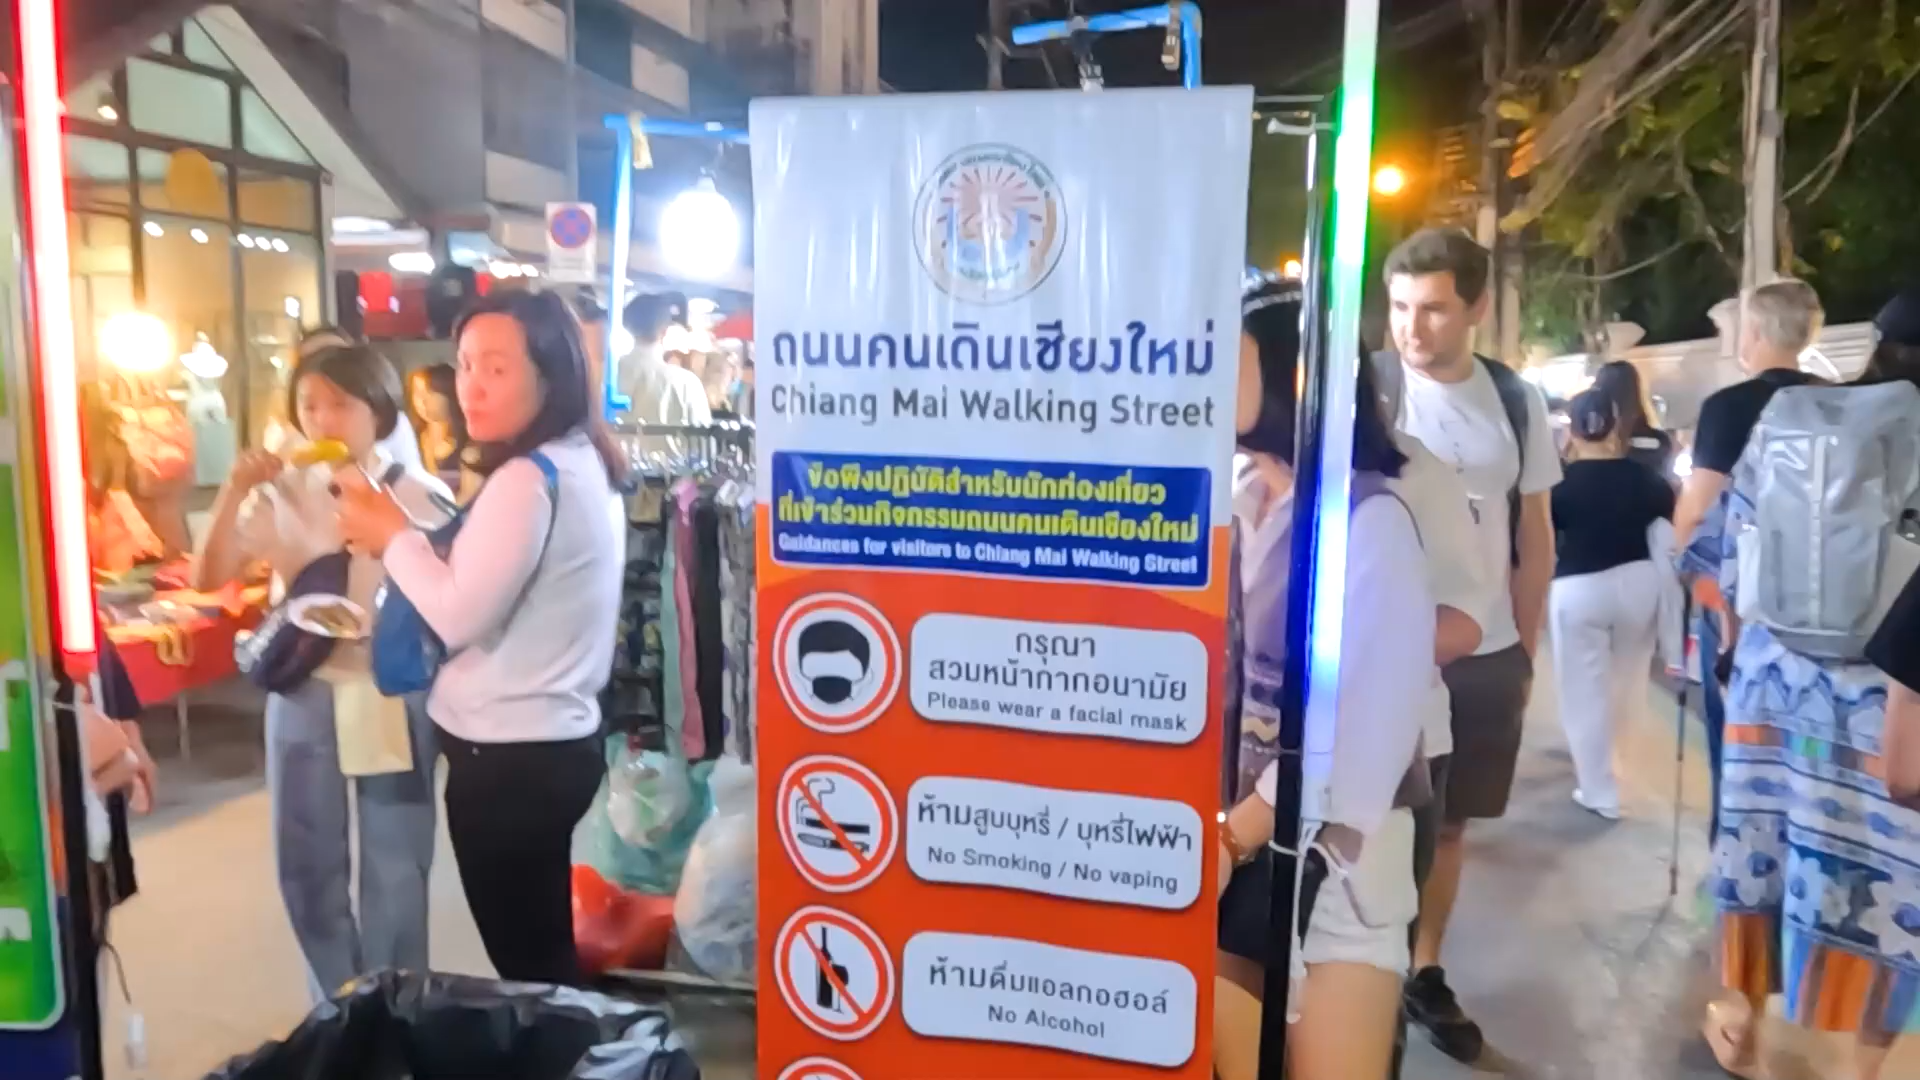 ถนนคนเดินเชียงใหม่
Chiang Mai Walking Street
ข้อพึงปฏิบัติสำหรับนักท่องเที่ยว
ที่เข้าร่วมกิจกรรมถนนคนเดินเชียงใหม่
Guidances for visitors to Chiang Mai Walking Street
กรุณา
สวมหน้ากากอนามัย
Please wear a facial mask
ห้ามสูบบุหรี่ / บุหรี่ไฟฟ้า
No Smoking / No vaping
ห้ามดื่มแอลกอฮอล์
No Alcohol